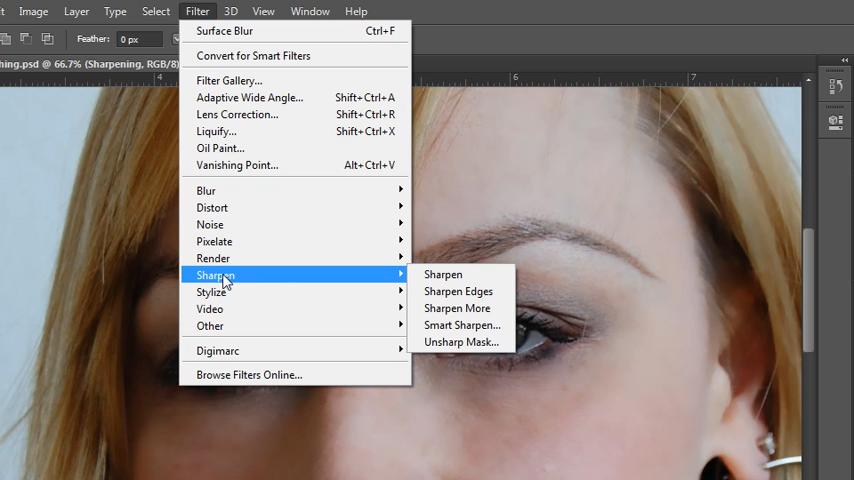 Image Layer Type Select Filter 3D View Window Help
Feather: 0 px
hing.psd @ 66.7% (Sharpening, RGB/8)
4 6 7
Surface Blur Ctrl+F
Convert for Smart Filters
Filter Gallery...
Adaptive Wide Angle... Shift+Ctrl+A
Lens Correction... Shift+Ctrl+R
Liquify... Shift+Ctrl+X
Oil Paint...
Vanishing Point... Alt+Ctrl+V
Blur
Distort
Noise
Pixelate
Render
Sharpen
Stylize
Video
Other
Digimarc
Browse Filters Online...
Sharpen
Sharpen Edges
Sharpen More
Smart Sharpen...
Unsharp Mask...